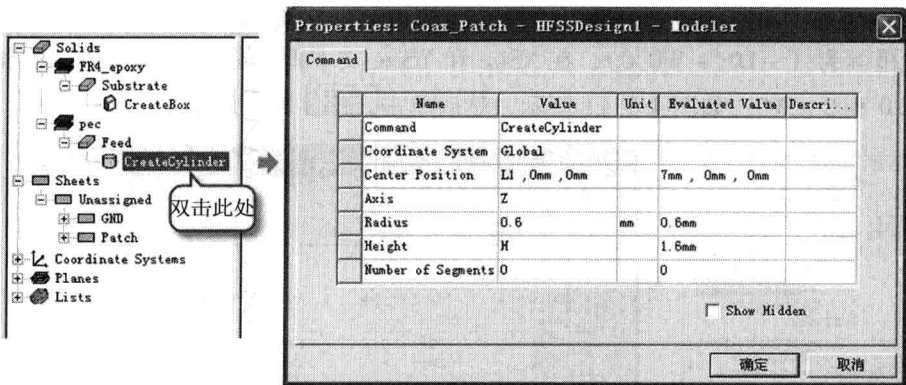 Solids
FR4_epoxy
Substrate
CreateBox
pec
Feed
CreateCylinder
Sheets
Unassigned
GND
Patch
Coordinate Systems
Planes
Lists
双击此处
Properties: Coax_Patch - HFSSDesign1 - Modeler
Command
Name Value Unit Evaluated Value Descri...
Command CreateCylinder
Coordinate System Global
Center Position L1 ,0mm ,0mm 7mm , 0mm , 0mm
Axis Z
Radius 0.6 mm 0.6mm
Height H 1.6mm
Number of Segments 0 0
Show Hidden
确定 取消